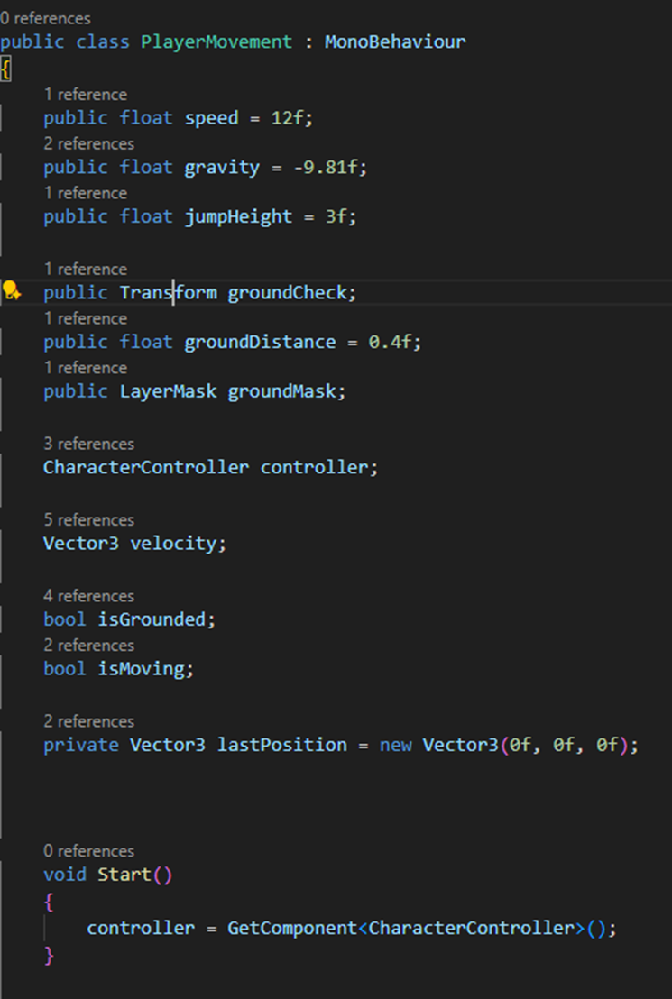 0 references
public class PlayerMovement : MonoBehaviour
{
1 reference
public float speed = 12f;
2 references
public float gravity = -9.81f;
1 reference
public float jumpHeight = 3f;
1 reference
public Transform groundCheck;
1 reference
public float groundDistance = 0.4f;
1 reference
public LayerMask groundMask;
3 references
CharacterController controller;
5 references
Vector3 velocity;
4 references
bool isGrounded;
2 references
bool isMoving;
2 references
private Vector3 lastPosition = new Vector3(0f, 0f, 0f);
0 references
void Start()
{
controller = GetComponent<CharacterController>();
}